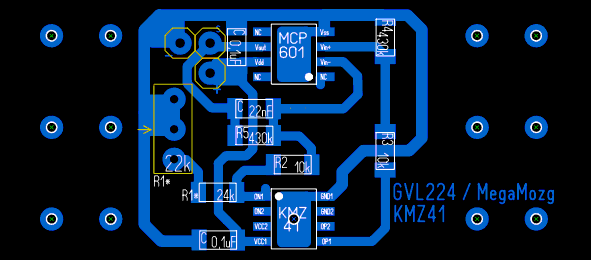 NC
Vout
Vdd
NC
MCP
601
Vss
Vin+
Vin-
NC
C
0,1uF
R4
430k
C 22nF
R5
430k
R2 10k
R3
10k
22k
R1*
R1* 24k
ON1
ON2
VCC2
VCC1
KMZ
41
GND1
GND2
OP2
OP1
C 0,1uF
GVL224 / MegaMozg
KMZ41